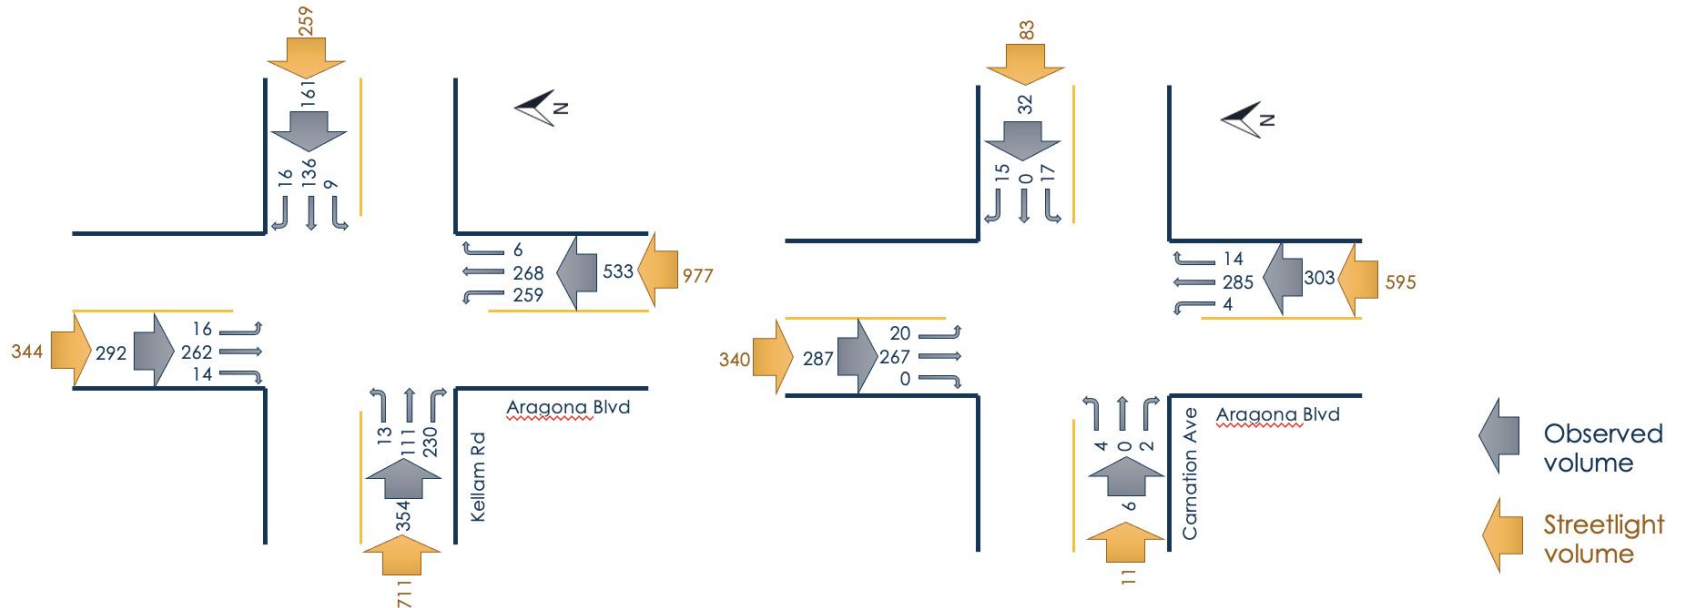 259
161
16 136 9
N
6
268
259
533
977
344
292
16
262
14
13 111 230
354
711
Kellam Rd
Aragona Blvd
83
32
15 0 17
N
14
285
4
303
595
340
287
20
267
0
4 0 2
6
11
Carnation Ave
Aragona Blvd
Observed
volume
Streetlight
volume